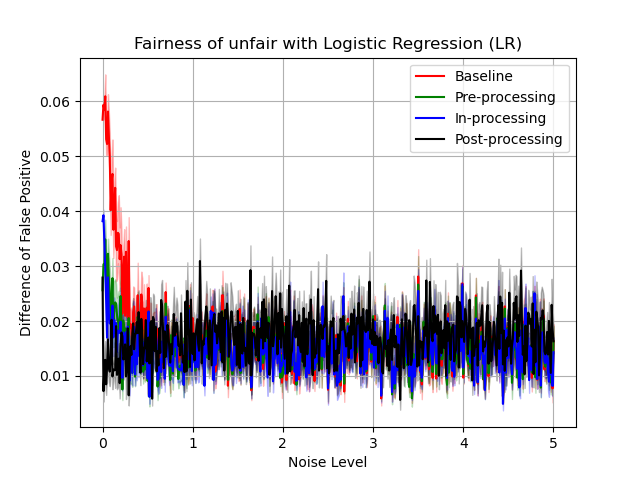 Fairness of unfair with Logistic Regression (LR)
Baseline
Pre-processing
In-processing
Post-processing
Difference of False Positive
0.06
0.05
0.04
0.03
0.02
0.01
0 1 2 3 4 5
Noise Level